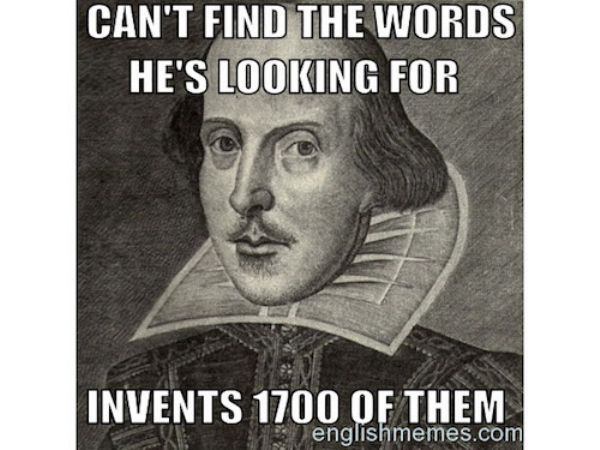 CAN'T FIND THE WORDS
HE'S LOOKING FOR
INVENTS 1700 OF THEM
englishmemes.com